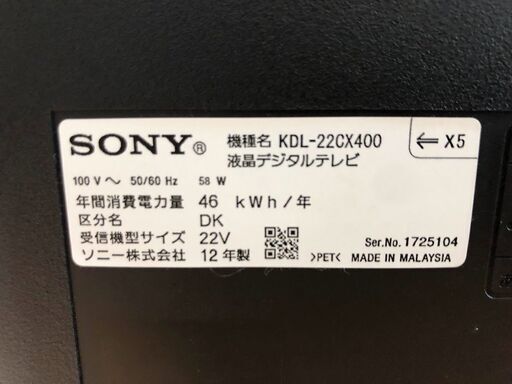 SONY® 機種名 KDL-22CX400
液晶デジタルテレビ
⇐ X5
100 V～ 50/60 Hz 58 W
年間消費電力量 46 kWh/年
区分名 DK
受信機型サイズ 22V
ソニー株式会社 12年製
Ser.No. 1725104
>PET< MADE IN MALAYSIA